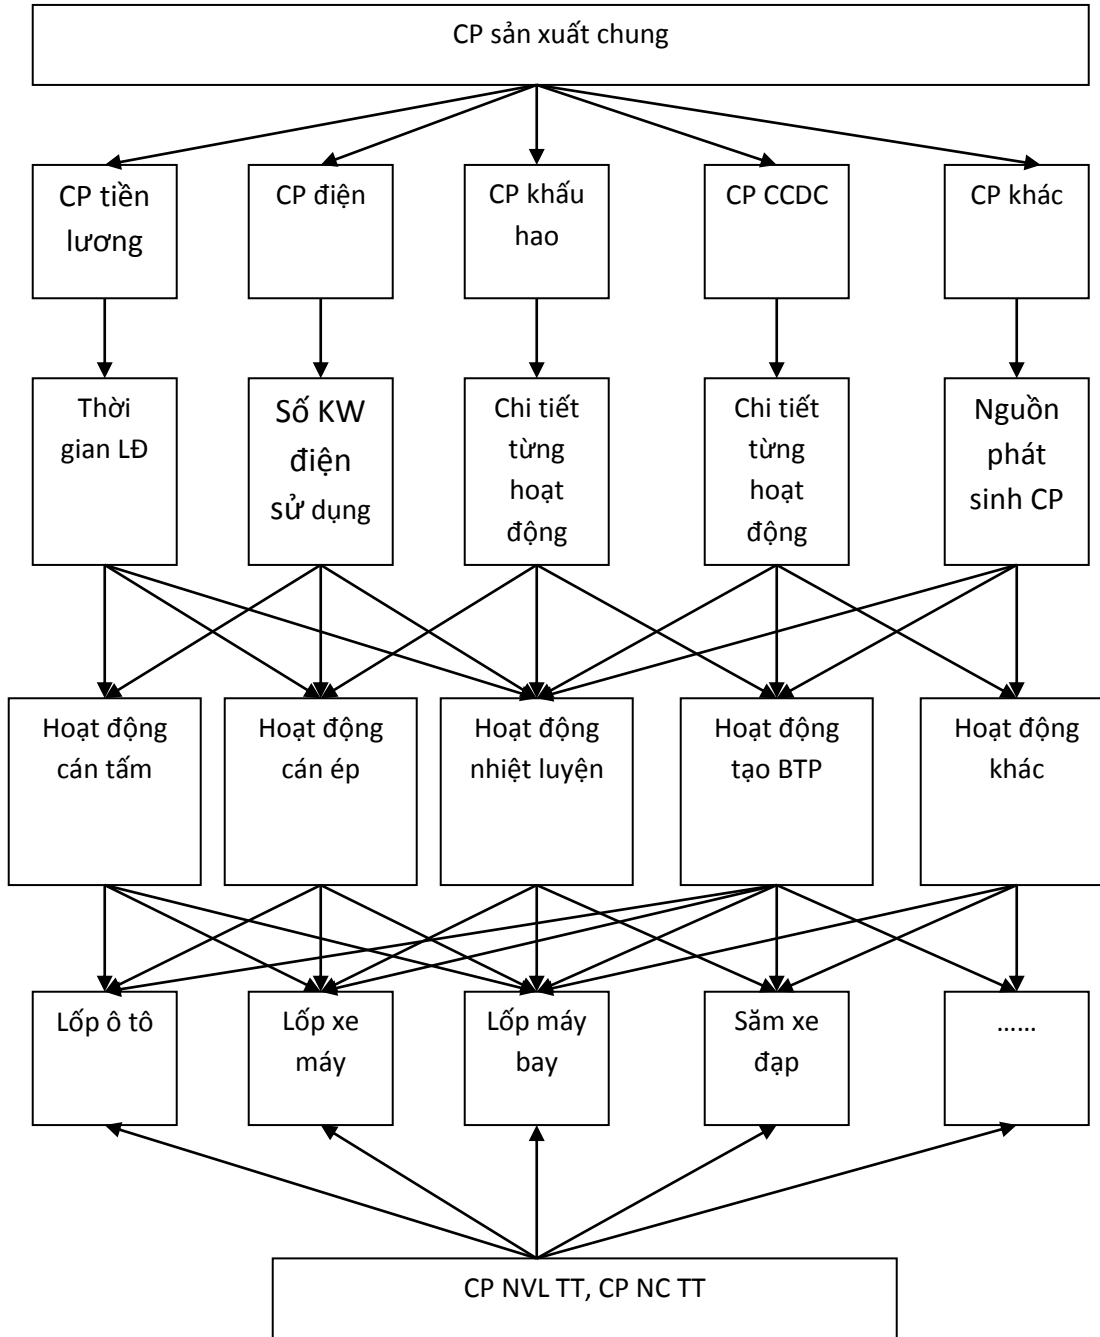 CP sản xuất chung
CP tiền
lương
CP điện
CP khấu
hao
CP CCDC
CP khác
Thời
gian LĐ
Số KW
điện
sử dụng
Chi tiết
từng
hoạt
động
Chi tiết
từng
hoạt
động
Nguồn
phát
sinh CP
Hoạt động
cán tấm
Hoạt động
cán ép
Hoạt động
nhiệt luyện
Hoạt động
tạo BTP
Hoạt động
khác
Lốp ô tô
Lốp xe
máy
Lốp máy
bay
Săm xe
đạp
......
CP NVL TT, CP NC TT